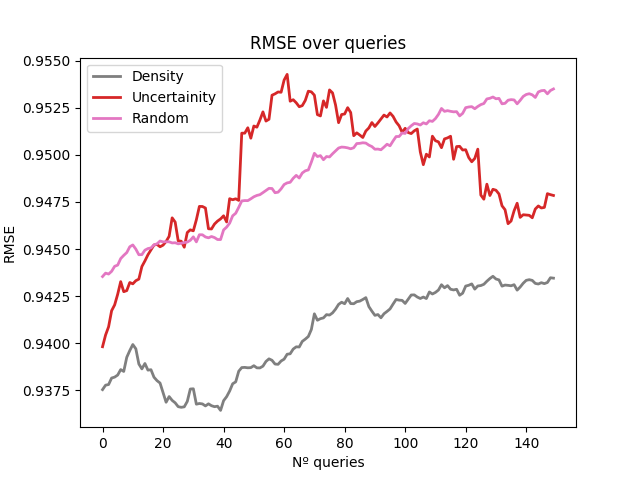 RMSE over queries
Density
Uncertainity
Random
0.9550
0.9525
0.9500
0.9475
0.9450
0.9425
0.9400
0.9375
RMSE
0 20 40 60 80 100 120 140
Nº queries